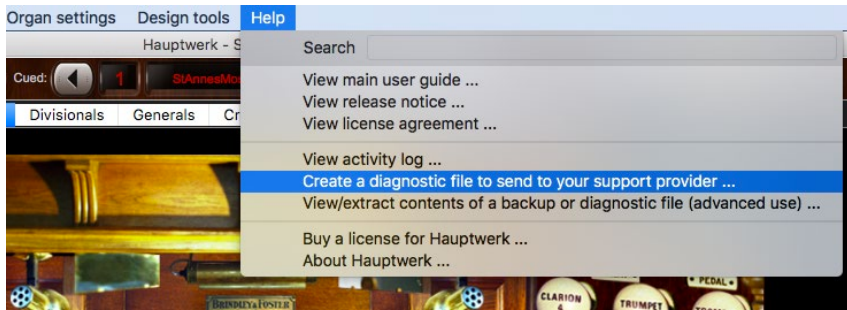 Organ settings Design tools Help
Hauptwerk - S
Search
Cued: 1 StAnnesMos
Divisionals Generals Cr
View main user guide ...
View release notice ...
View license agreement ...
View activity log ...
Create a diagnostic file to send to your support provider ...
View/extract contents of a backup or diagnostic file (advanced use) ...
Buy a license for Hauptwerk ...
About Hauptwerk ...
• PEDAL •
BRINDLEY & FOSTER
CLARION
4
TRUMPET